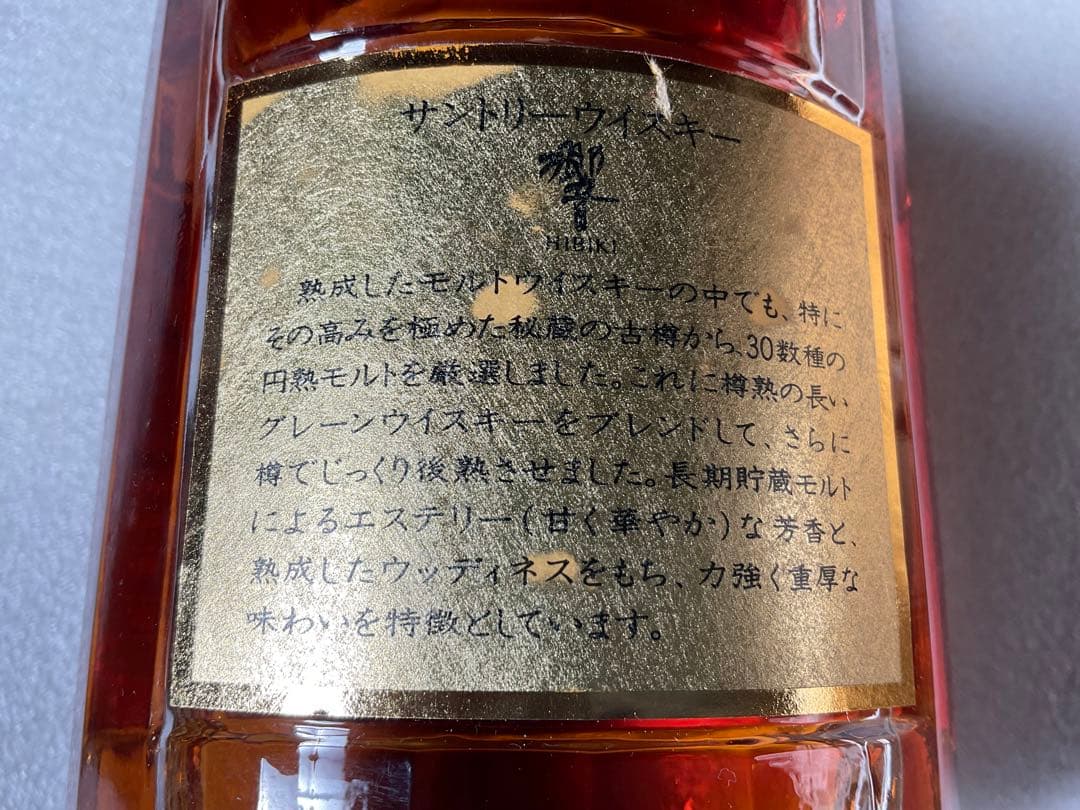 サントリーウイスキー
響
HIBIKI
熟成したモルトウイスキーの中でも、特に
その高みを極めた秘蔵の古樽から、30数種の
円熟モルトを厳選しました。これに樽熟の長い
グレーンウイスキーをブレンドして、さらに
樽でじっくり後熟させました。長期貯蔵モルト
によるエステリー(甘く華やか)な芳香と、
熟成したウッディネスをもち、力強く重厚な
味わいを特徴としています。